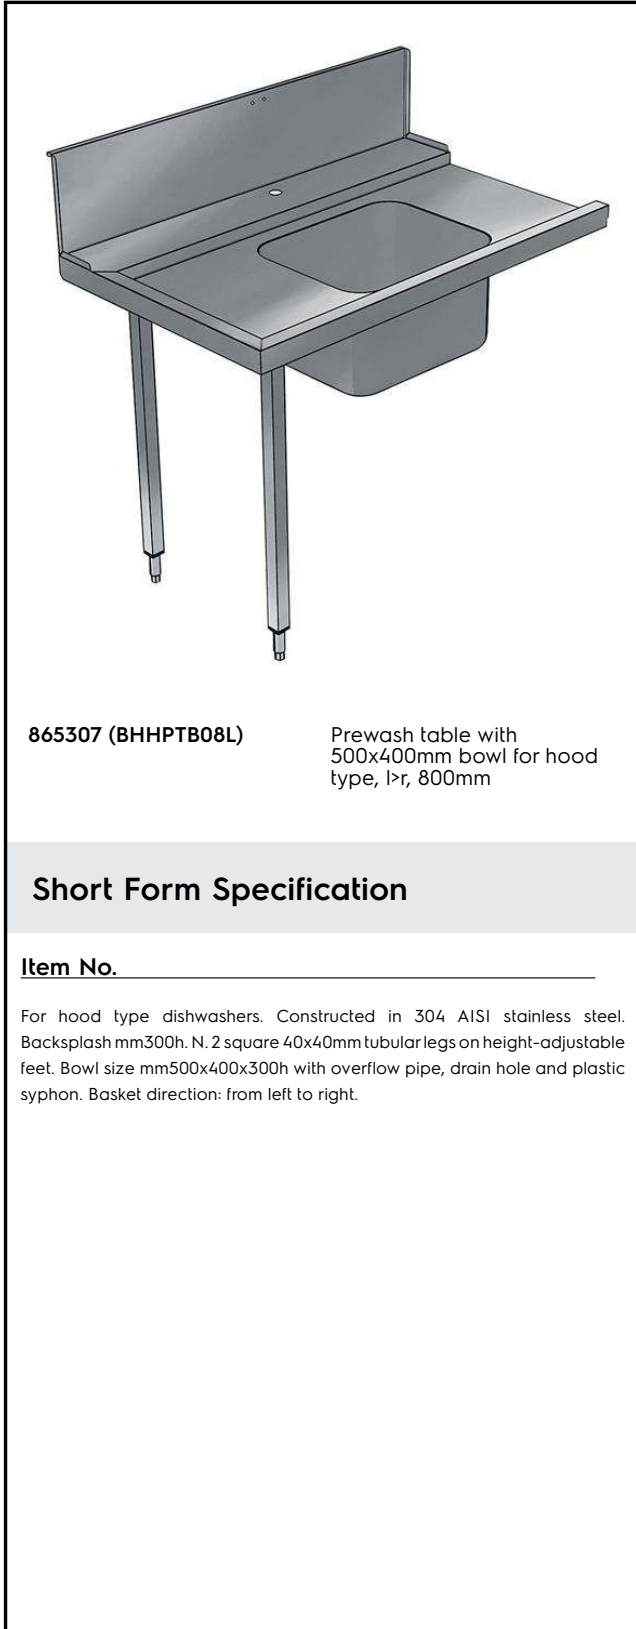 865307 (BHHPTB08L)
Prewash table with
500x400mm bowl for hood
type, l>r, 800mm
Short Form Specification
Item No.
For hood type dishwashers. Constructed in 304 AISI stainless steel.
Backsplash mm300h. N. 2 square 40x40mm tubular legs on height-adjustable
feet. Bowl size mm500x400x300h with overflow pipe, drain hole and plastic
syphon. Basket direction: from left to right.